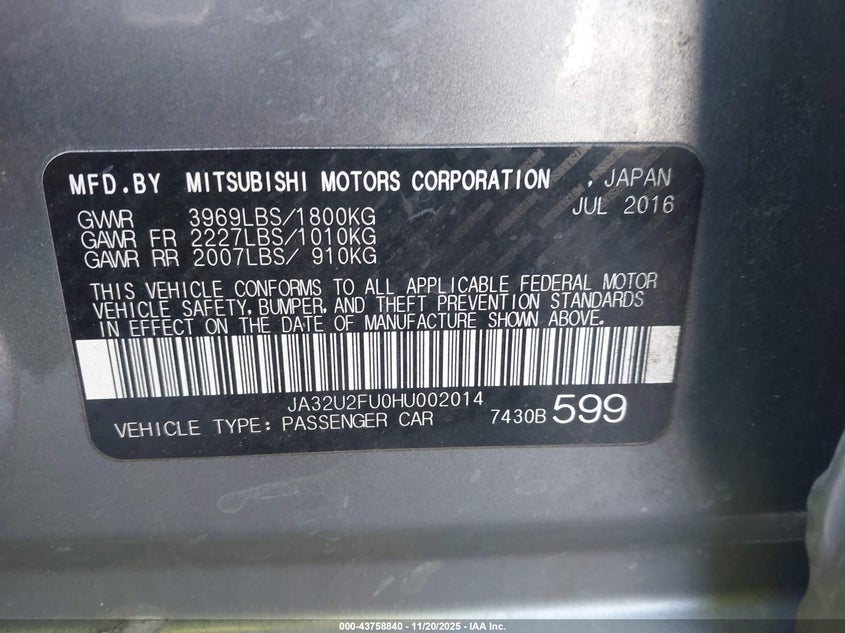 MFD.BY MITSUBISHI MOTORS CORPORATION , JAPAN
JUL 2016
GVWR 3969LBS/1800KG
GAWR FR 2227LBS/1010KG
GAWR RR 2007LBS/ 910KG
THIS VEHICLE CONFORMS TO ALL APPLICABLE FEDERAL MOTOR
VEHICLE SAFETY, BUMPER, AND THEFT PREVENTION STANDARDS
IN EFFECT ON THE DATE OF MANUFACTURE SHOWN ABOVE.
JA32U2FU0HU002014
VEHICLE TYPE: PASSENGER CAR 7430B 599
000-43758840 - 11/20/2025 - IAA Inc.